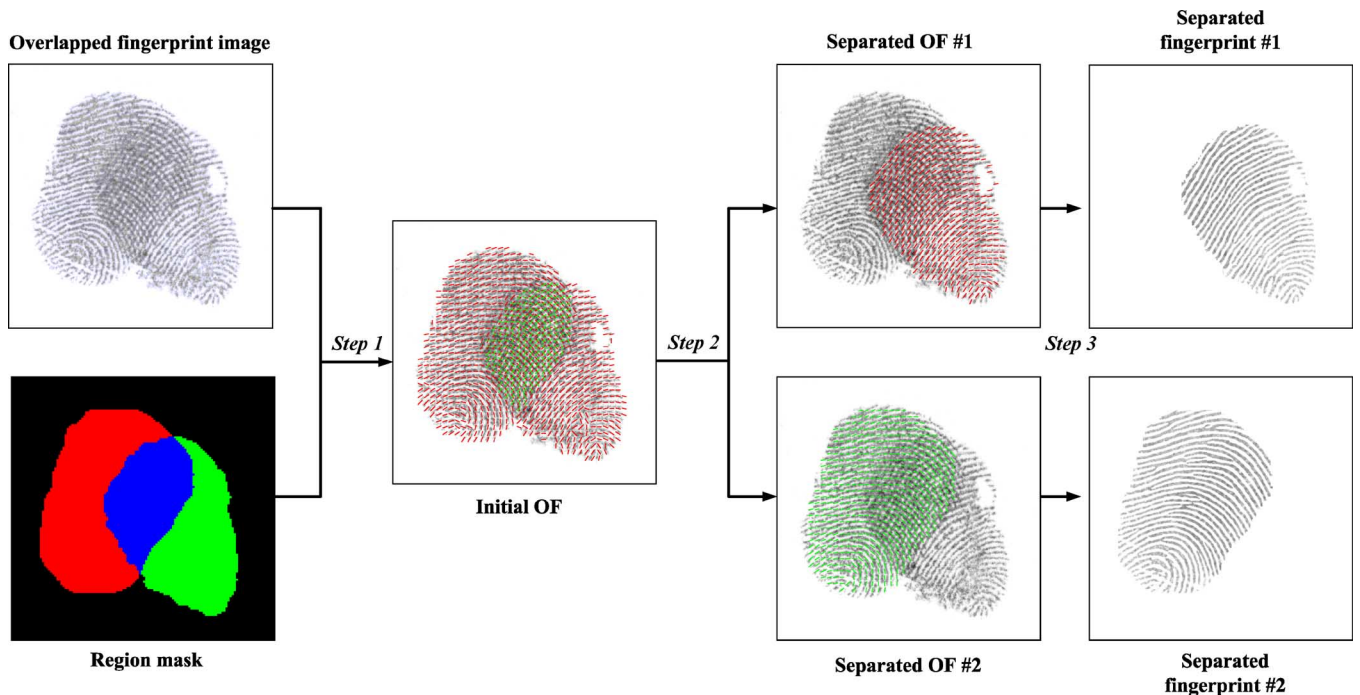 Overlapped fingerprint image
Separated OF #1
Separated
fingerprint #1
Step 1
Step 2
Step 3
Initial OF
Region mask
Separated OF #2
Separated
fingerprint #2